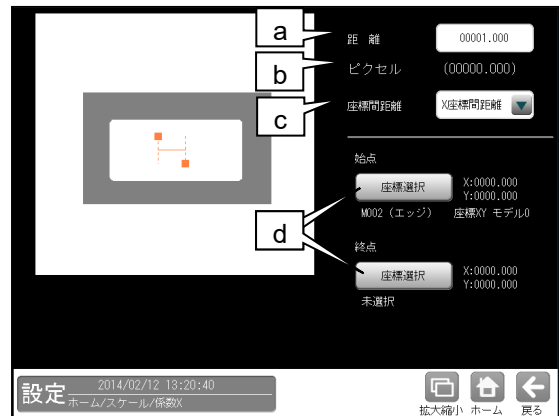 a
距 離
00001.000
b
ピクセル
(00000.000)
c
座標間距離
X座標間距離
始点
座標選択
X:0000.000
Y:0000.000
M002（エッジ） 座標XY モデル0
d
終点
座標選択
X:0000.000
Y:0000.000
未選択
設定
2014/02/12 13:20:40
ホーム/スケール/係数X
拡大縮小
ホーム
戻る